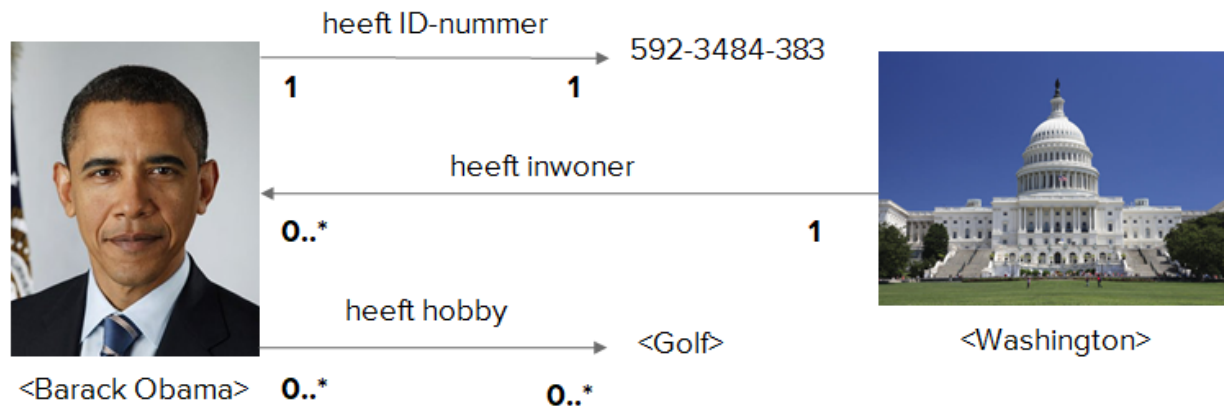 heeft ID-nummer
592-3484-383
1
1
heeft inwoner
0..*
1
heeft hobby
<Golf>
<Washington>
<Barack Obama>
0..*
0..*